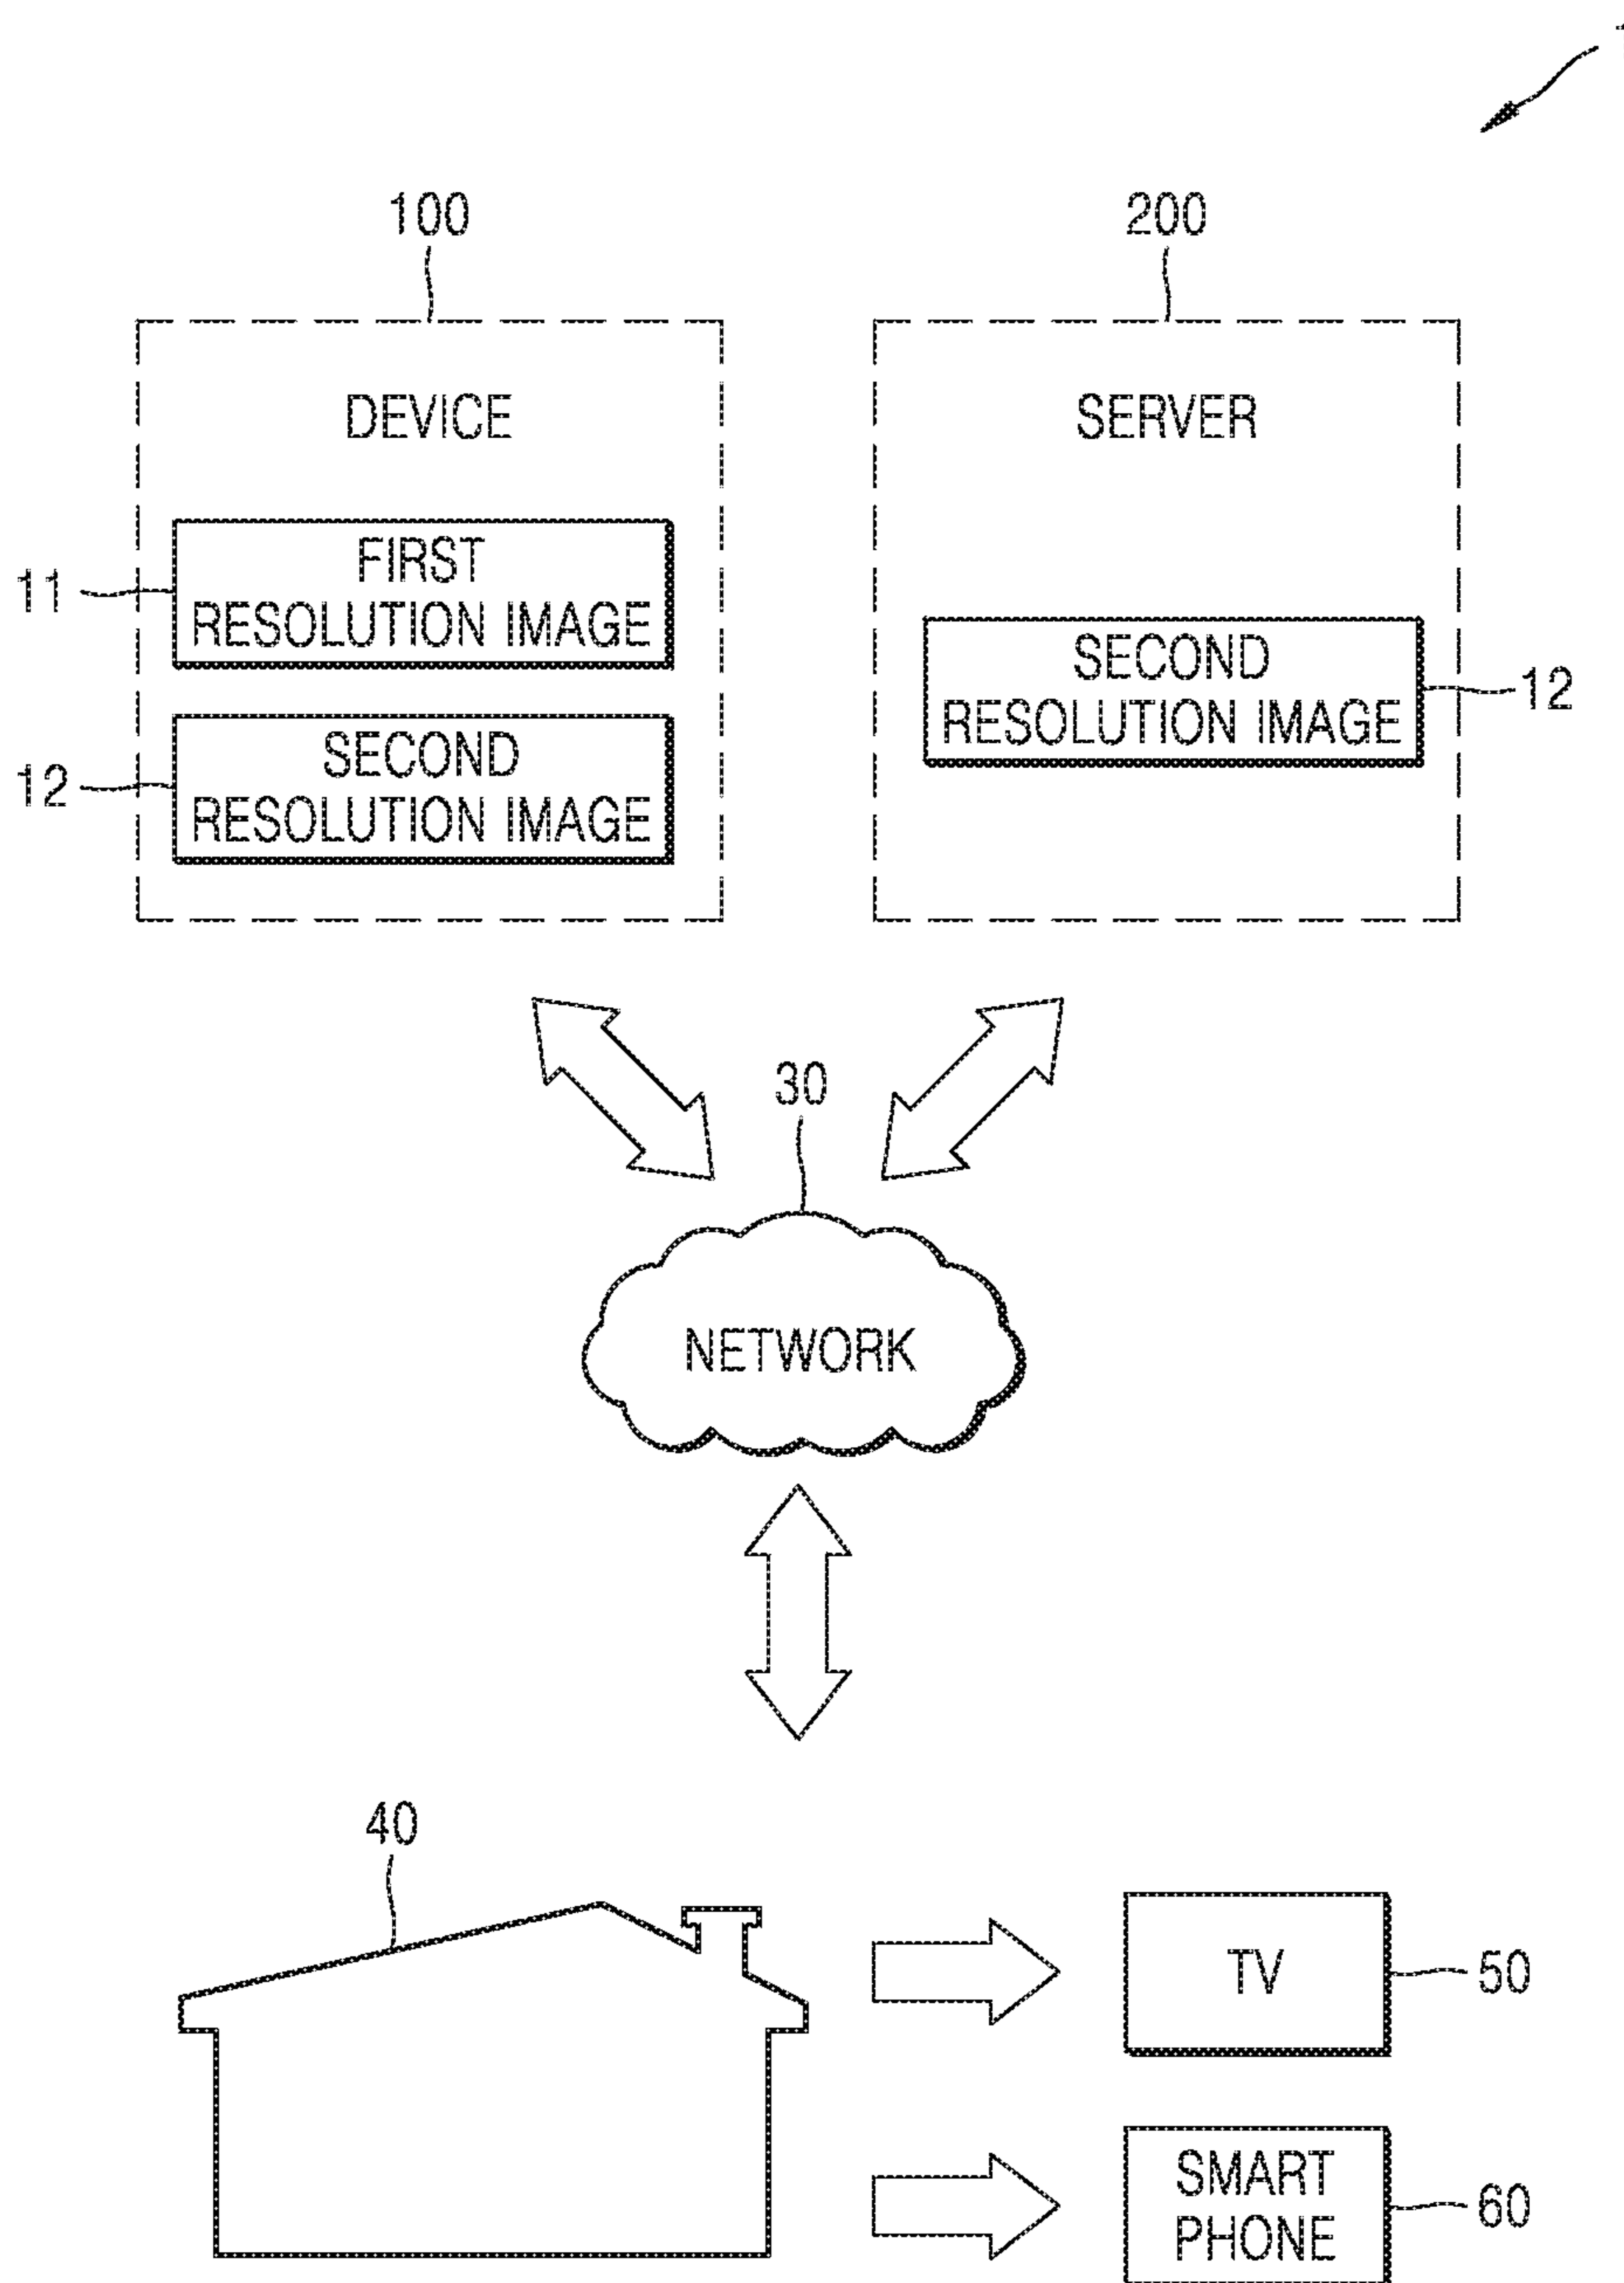 1
100
200
DEVICE
SERVER
11
FIRST
RESOLUTION IMAGE
12
SECOND
RESOLUTION IMAGE
SECOND
RESOLUTION IMAGE
12
30
NETWORK
40
TV
50
SMART
PHONE
60